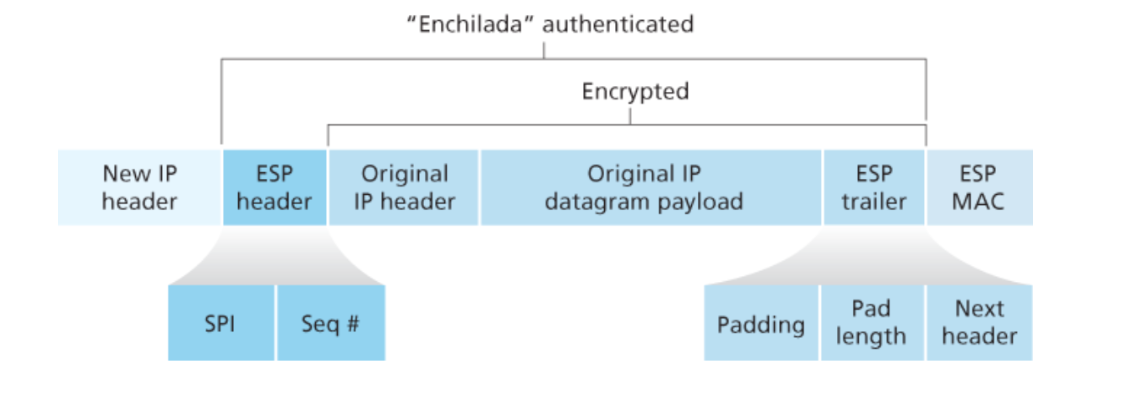 “Enchilada” authenticated
Encrypted
New IP
header
ESP
header
Original
IP header
Original IP
datagram payload
ESP
trailer
ESP
MAC
SPI
Seq #
Padding
Pad
length
Next
header